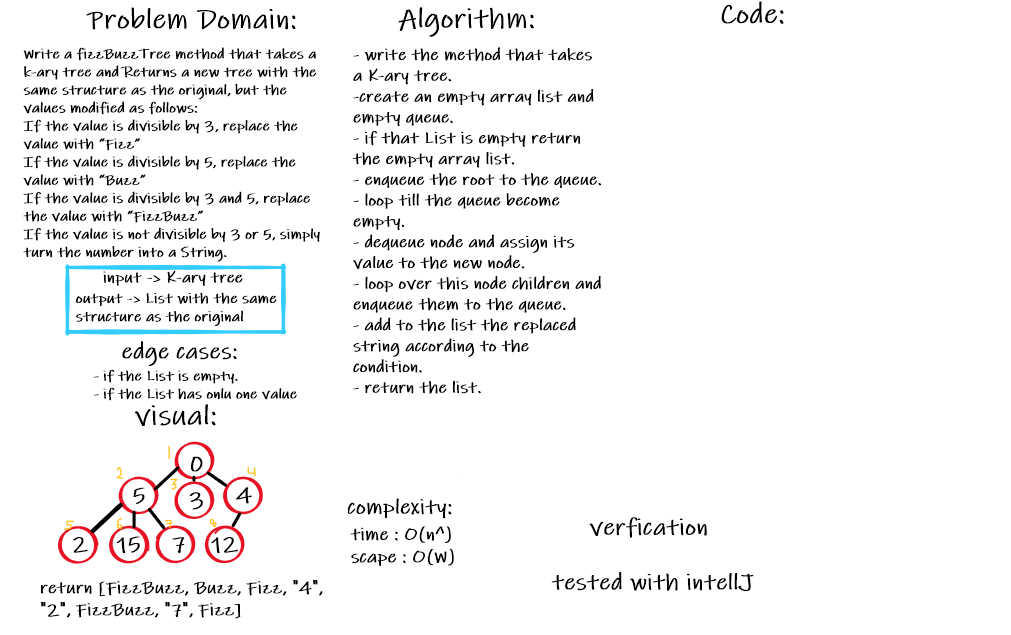 Problem Domain:
Write a fizzBuzzTree method that takes a
k-ary tree and Returns a new tree with the
same structure as the original, but the
values modified as follows:
If the value is divisible by 3, replace the
value with "Fizz"
If the value is divisible by 5, replace the
value with "Buzz"
If the value is divisible by 3 and 5, replace
the value with "FizzBuzz"
If the value is not divisible by 3 or 5, simply
turn the number into a String.
input -> K-ary tree
output -> List with the same
structure as the original
edge cases:
- if the List is empty.
- if the List has onlu one value
visual:
1
0
2
3
4
5
3
4
5
6
7
8
2
15
7
12
return [FizzBuzz, Buzz, Fizz, "4",
"2", FizzBuzz, "7", Fizz]
Algorithm:
- write the method that takes
a K-ary tree.
-create an empty array list and
empty queue.
- if that List is empty return
the empty array list.
- enqueue the root to the queue.
- loop till the queue become
empty.
- dequeue node and assign its
value to the new node.
- loop over this node children and
enqueue them to the queue.
- add to the list the replaced
string according to the
condition.
- return the list.
complexity:
time : O(n^)
scape : O(W)
Code:
verfication
tested with intellJ